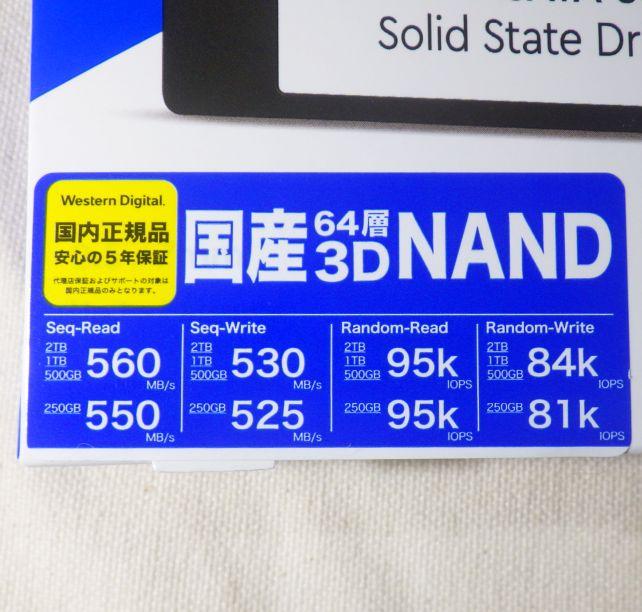 Solid State Dr
Western Digital.
国内正規品
安心の5年保証
代理店保証およびサポートの対象は
国内正規品のみとなります。
国産 64層 3D NAND
Seq-Read
2TB
1TB
500GB
560
MB/s
250GB
550
MB/s
Seq-Write
2TB
1TB
500GB
530
MB/s
250GB
525
MB/s
Random-Read
2TB
1TB
500GB
95k
IOPS
250GB
95k
IOPS
Random-Write
2TB
1TB
500GB
84k
IOPS
250GB
81k
IOPS